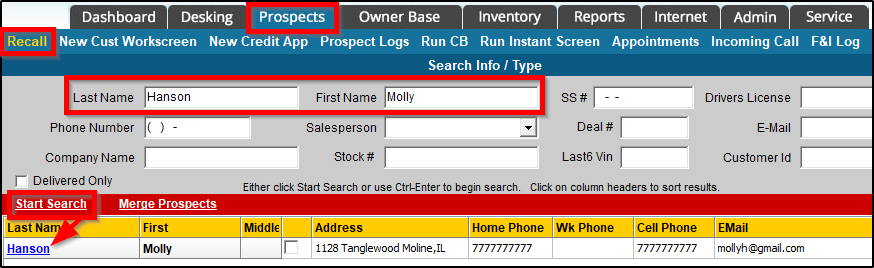 Dashboard Desking Prospects Owner Base Inventory Reports Internet Admin Service
Recall New Cust Workscreen New Credit App Prospect Logs Run CB Run Instant Screen Appointments Incoming Call F&I Log
Search Info / Type
Last Name Hanson First Name Molly SS # - - Drivers License
Phone Number ( ) - Salesperson Deal # E-Mail
Company Name Stock # Last6 Vin Customer Id
Delivered Only Either click Start Search or use Ctrl-Enter to begin search. Click on column headers to sort results.
Start Search Merge Prospects
Last Name First Middle Address Home Phone Wk Phone Cell Phone EMail
Hanson Molly 1128 Tanglewood Moline,IL 7777777777 7777777777 mollyh@gmail.com